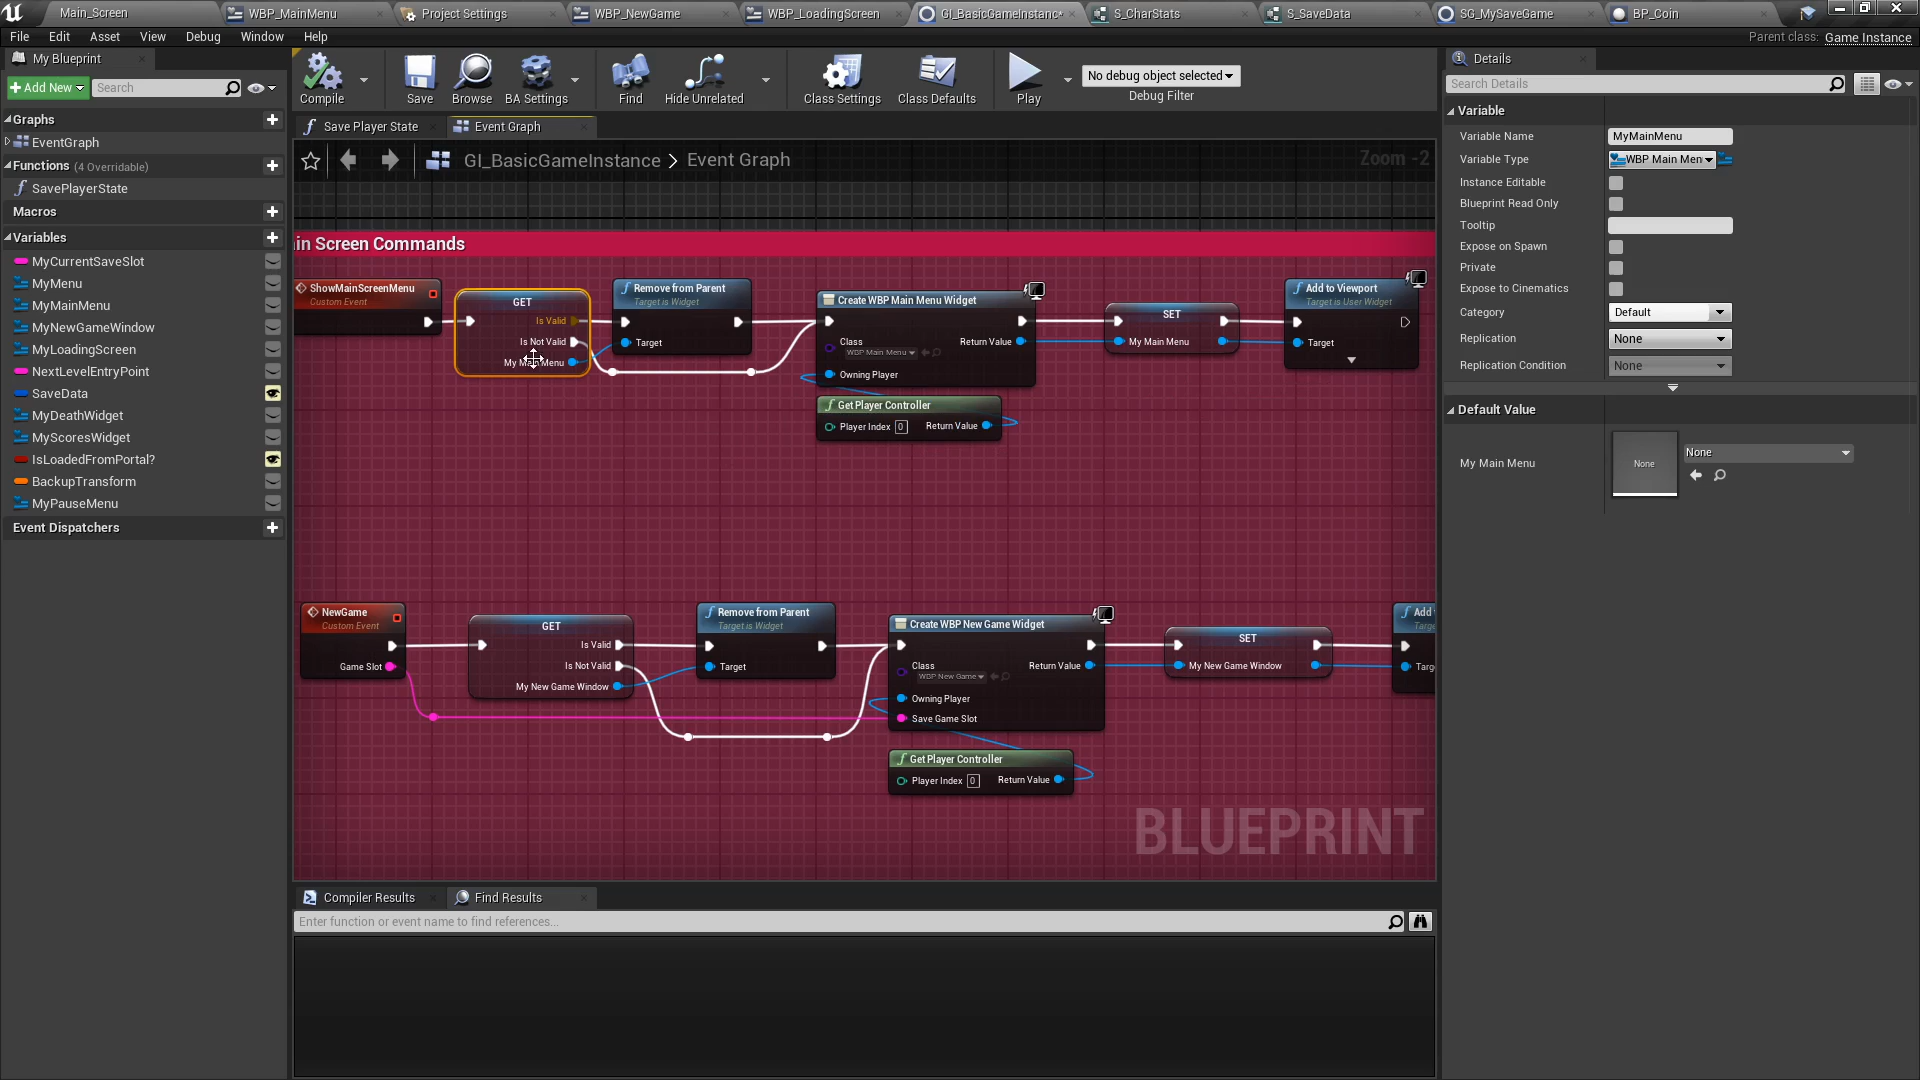 Main_Screen
WBP_MainMenu
Project Settings
WBP_NewGame
WBP_LoadingScreen
GI_BasicGameInstanc*
S_CharStats
S_SaveData
SG_MySaveGame
BP_Coin
File Edit Asset View Debug Window Help
Parent class: Game Instance
My Blueprint
Add New
Search
Graphs
EventGraph
Functions (4 Overridable)
SavePlayerState
Macros
Variables
MyCurrentSaveSlot
MyMenu
MyMainMenu
MyNewGameWindow
MyLoadingScreen
NextLevelEntryPoint
SaveData
MyDeathWidget
MyScoresWidget
IsLoadedFromPortal?
BackupTransform
MyPauseMenu
Event Dispatchers
Compile
Save
Browse
BA Settings
Find
Hide Unrelated
Class Settings
Class Defaults
Play
No debug object selected
Debug Filter
Save Player State
Event Graph
GI_BasicGameInstance > Event Graph
Zoom -2
in Screen Commands
ShowMainScreenMenu
Custom Event
GET
Is Valid
Is Not Valid
My Main Menu
Remove from Parent
Target is Widget
Target
Create WBP Main Menu Widget
Class
WBP Main Menu
Return Value
Owning Player
Get Player Controller
Player Index 0
Return Value
SET
My Main Menu
Add to Viewport
Target is User Widget
Target
NewGame
Custom Event
Game Slot
GET
Is Valid
Is Not Valid
My New Game Window
Remove from Parent
Target is Widget
Target
Create WBP New Game Widget
Class
WBP New Game
Return Value
Owning Player
Save Game Slot
Get Player Controller
Player Index 0
Return Value
SET
My New Game Window
Add
Targe
Targ
BLUEPRINT
Compiler Results
Find Results
Enter function or event name to find references...
Details
Search Details
Variable
Variable Name MyMainMenu
Variable Type WBP Main Men
Instance Editable
Blueprint Read Only
Tooltip
Expose on Spawn
Private
Expose to Cinematics
Category Default
Replication None
Replication Condition None
Default Value
My Main Menu
None
None